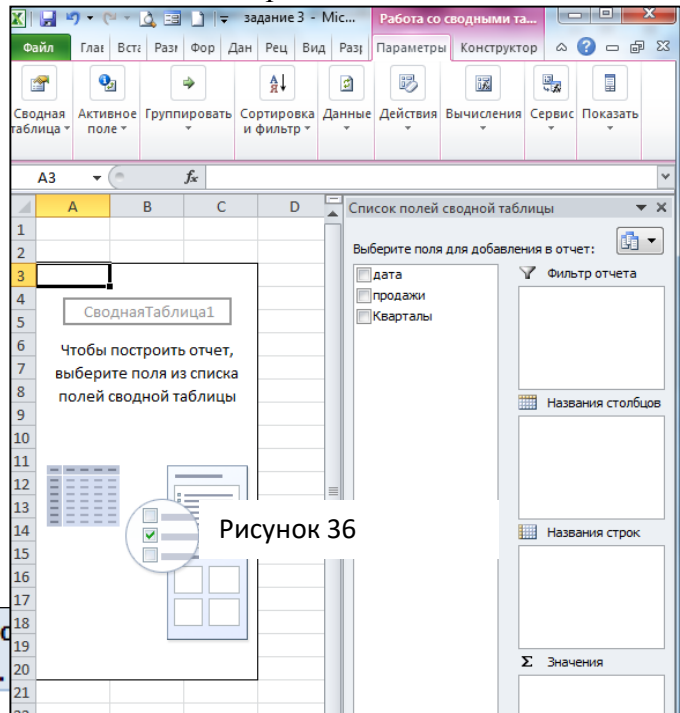 задание 3 - Mic...
Работа со сводными та...
Файл Глав Вста Разм Фор Дан Рец Вид Разр Параметры Конструктор
Сводная таблица
Активное поле
Группировать
Сортировка и фильтр
Данные
Действия
Вычисления
Сервис
Показать
A3 fx
A B C D
Список полей сводной таблицы
1
2
3
4
5
6
7
8
9
10
11
12
13
14
15
16
17
18
19
20
21
СводнаяТаблица1
Чтобы построить отчет,
выберите поля из списка
полей сводной таблицы
Рисунок 36
Выберите поля для добавления в отчет:
дата
продажи
Кварталы
Фильтр отчета
Названия столбцов
Названия строк
Σ Значения